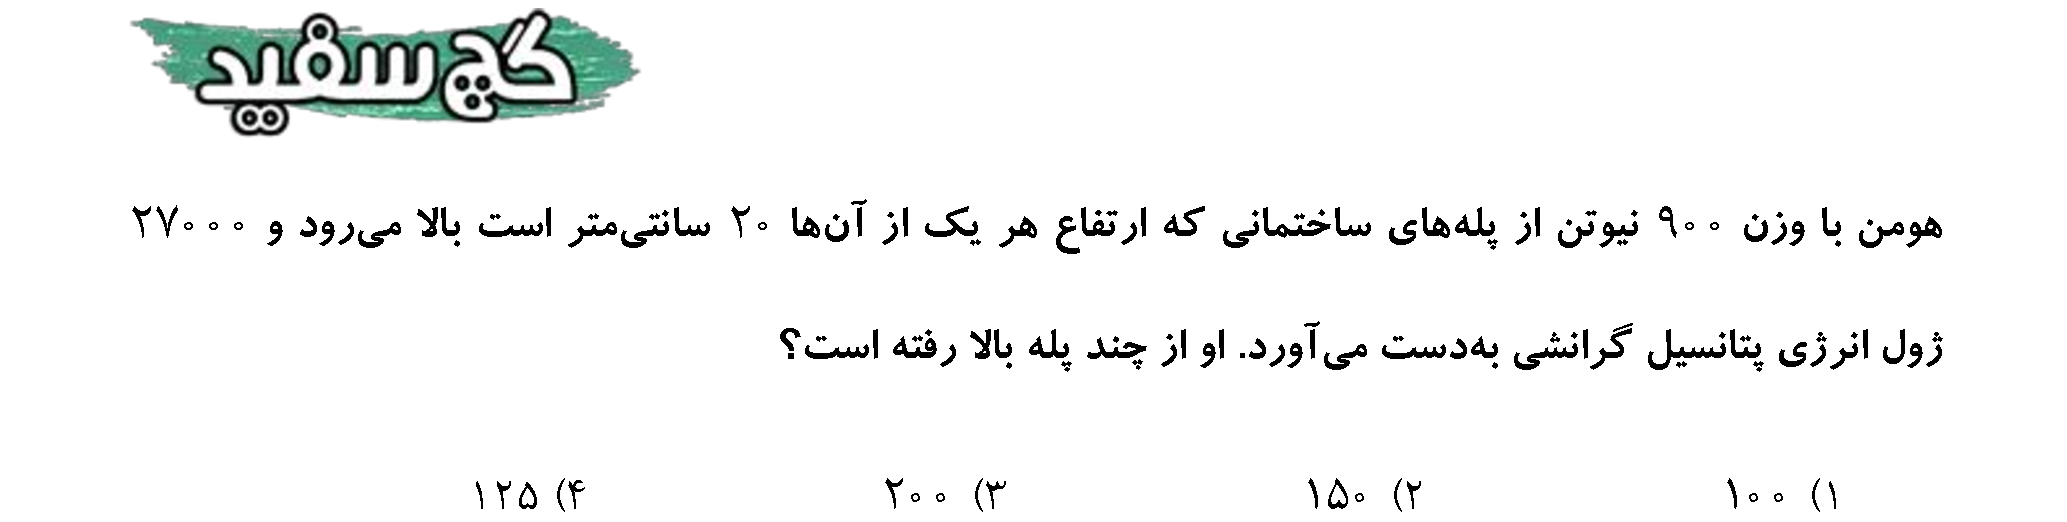 گچ سفید
هومن با وزن ۹۰۰ نیوتن از پله‌های ساختمانی که ارتفاع هر یک از آن‌ها ۲۰ سانتی‌متر است بالا می‌رود و ۲۷۰۰۰
ژول انرژی پتانسیل گرانشی به‌دست می‌آورد. او از چند پله بالا رفته است؟
۱) ۱۰۰ ۲) ۱۵۰ ۳) ۲۰۰ ۴) ۱۲۵